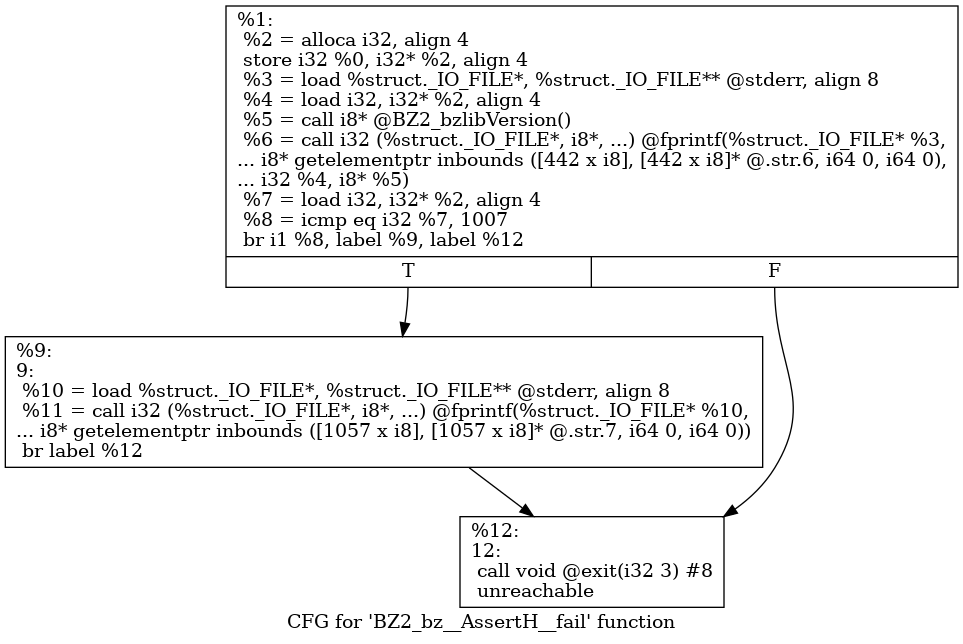 %1:
%2 = alloca i32, align 4
store i32 %0, i32* %2, align 4
%3 = load %struct._IO_FILE*, %struct._IO_FILE** @stderr, align 8
%4 = load i32, i32* %2, align 4
%5 = call i8* @BZ2_bzlibVersion()
%6 = call i32 (%struct._IO_FILE*, i8*, ...) @fprintf(%struct._IO_FILE* %3,
... i8* getelementptr inbounds ([442 x i8], [442 x i8]* @.str.6, i64 0, i64 0),
... i32 %4, i8* %5)
%7 = load i32, i32* %2, align 4
%8 = icmp eq i32 %7, 1007
br i1 %8, label %9, label %12
T F
%9:
9:
%10 = load %struct._IO_FILE*, %struct._IO_FILE** @stderr, align 8
%11 = call i32 (%struct._IO_FILE*, i8*, ...) @fprintf(%struct._IO_FILE* %10,
... i8* getelementptr inbounds ([1057 x i8], [1057 x i8]* @.str.7, i64 0, i64 0))
br label %12
%12:
12:
call void @exit(i32 3) #8
unreachable
CFG for 'BZ2_bz__AssertH__fail' function